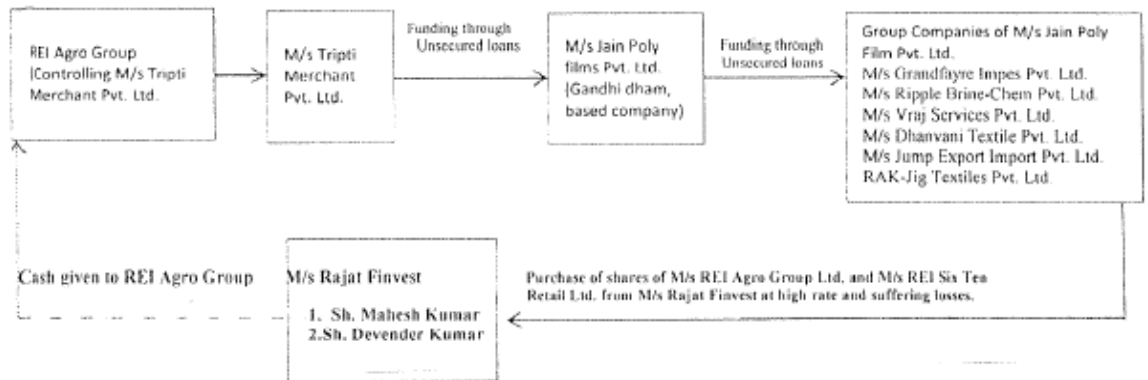 REI Agro Group
(Controlling M/s Tripti
Merchant Pvt. Ltd.
M/s Tripti
Merchant
Pvt. Ltd.
Funding through
Unsecured loans
M/s Jain Poly
films Pvt. Ltd.
(Gandhi dham,
based company)
Funding through
Unsecured loans
Group Companies of M/s Jain Poly
Film Pvt. Ltd.
M/s Grandfayre Impes Pvt. Ltd.
M/s Ripple Brine-Chem Pvt. Ltd.
M/s Vraj Services Pvt. Ltd.
M/s Dhanvani Textile Pvt. Ltd.
M/s Jump Export Import Pvt. Ltd.
RAK-Jig Textiles Pvt. Ltd.
Cash given to REI Agro Group
M/s Rajat Finvest
1. Sh. Mahesh Kumar
2.Sh. Devender Kumar
Purchase of shares of M/s REI Agro Group Ltd. and M/s REI Six Ten
Retail Ltd. from M/s Rajat Finvest at high rate and suffering losses.